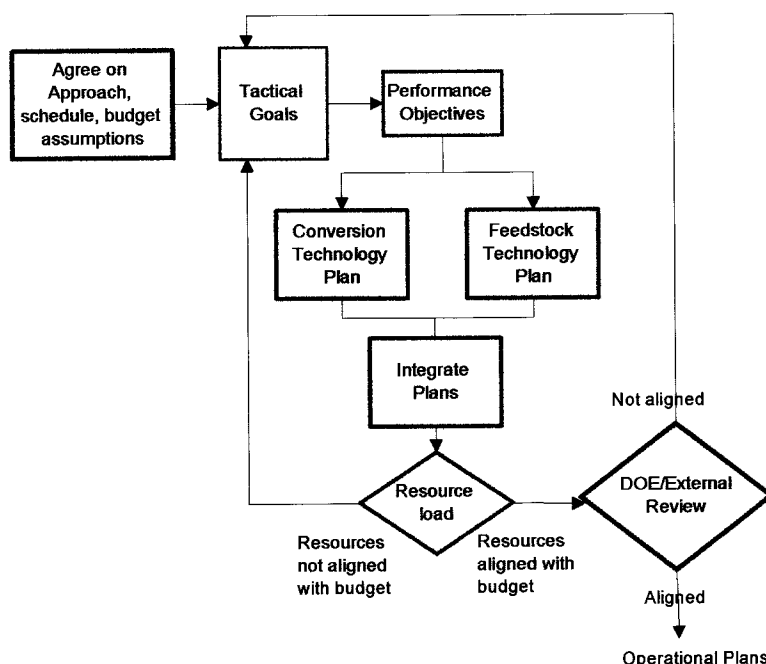 Agree on
Approach,
schedule, budget
assumptions
Tactical
Goals
Performance
Objectives
Conversion
Technology
Plan
Feedstock
Technology
Plan
Integrate
Plans
Resource
load
Resources
not aligned
with budget
Resources
aligned with
budget
Not aligned
DOE/External
Review
Aligned
Operational Plans